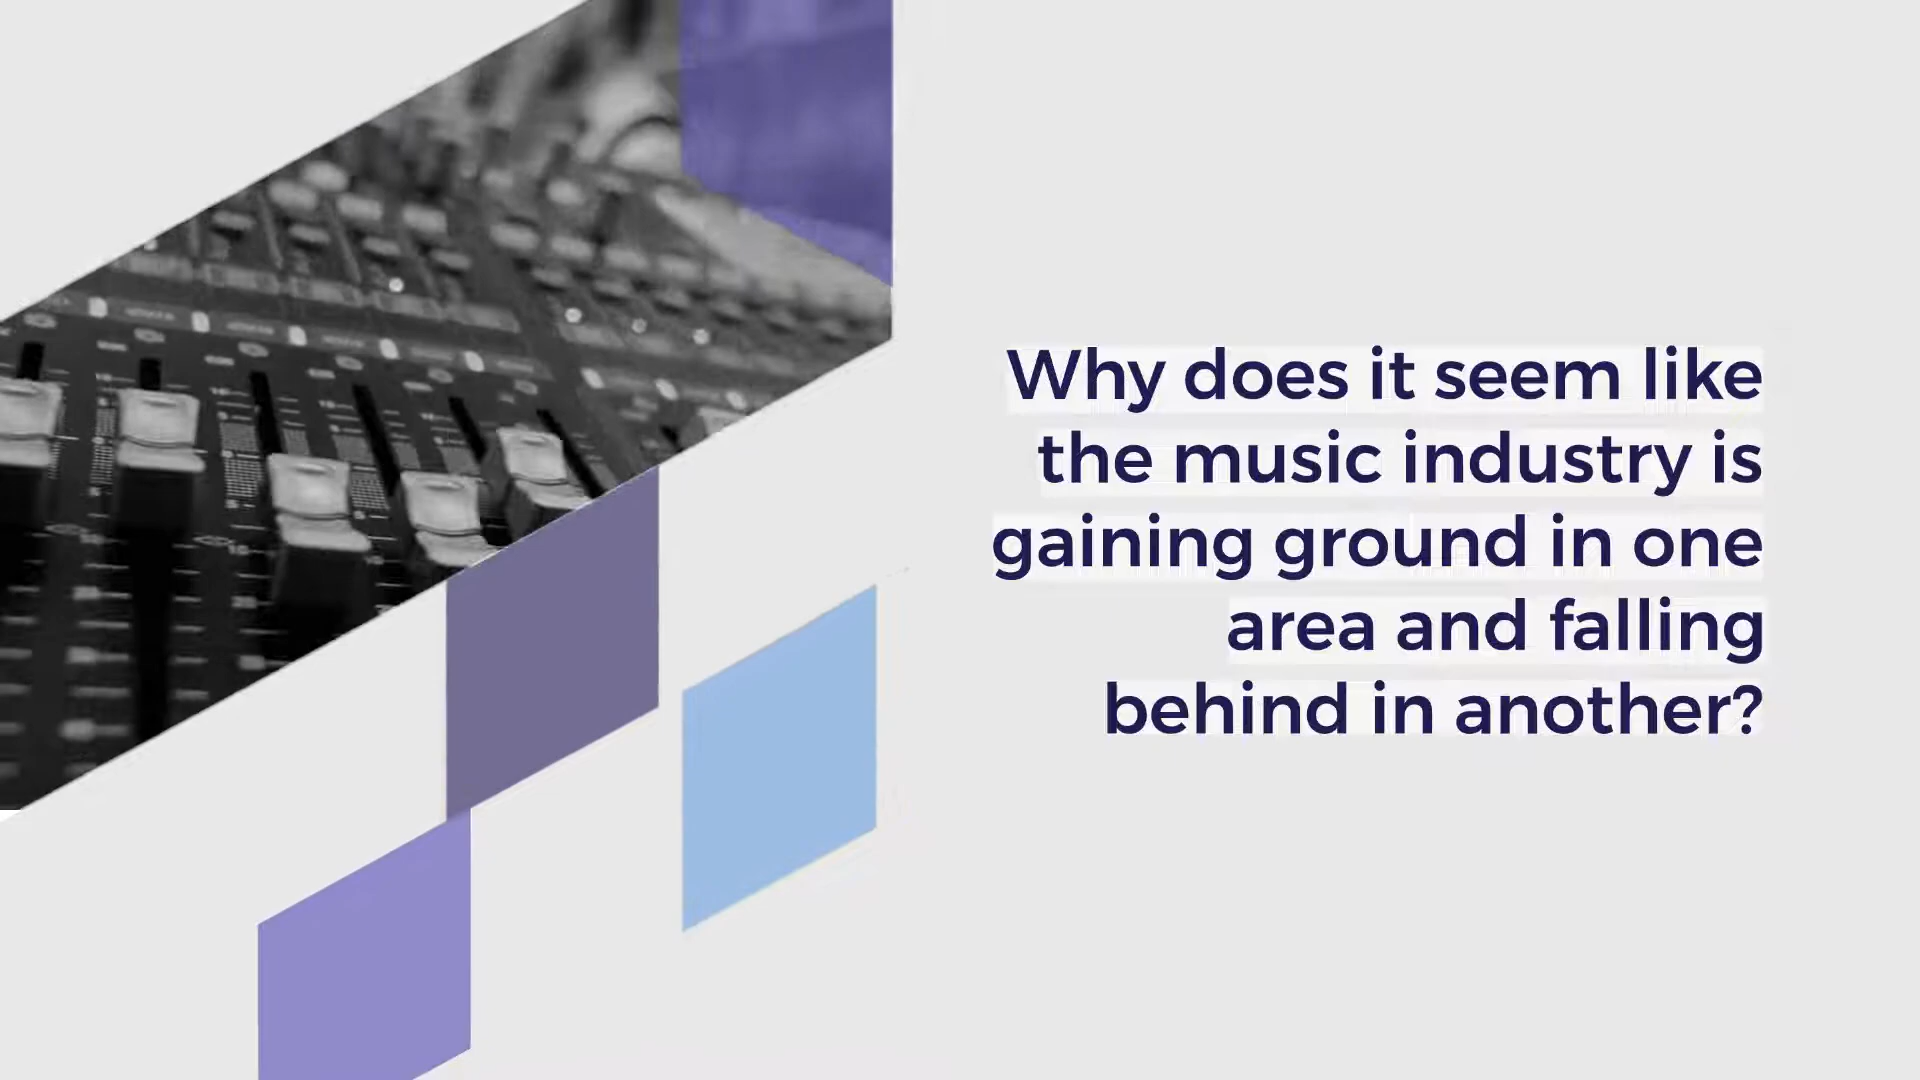 Why does it seem like
the music industry is
gaining ground in one
area and falling
behind in another?